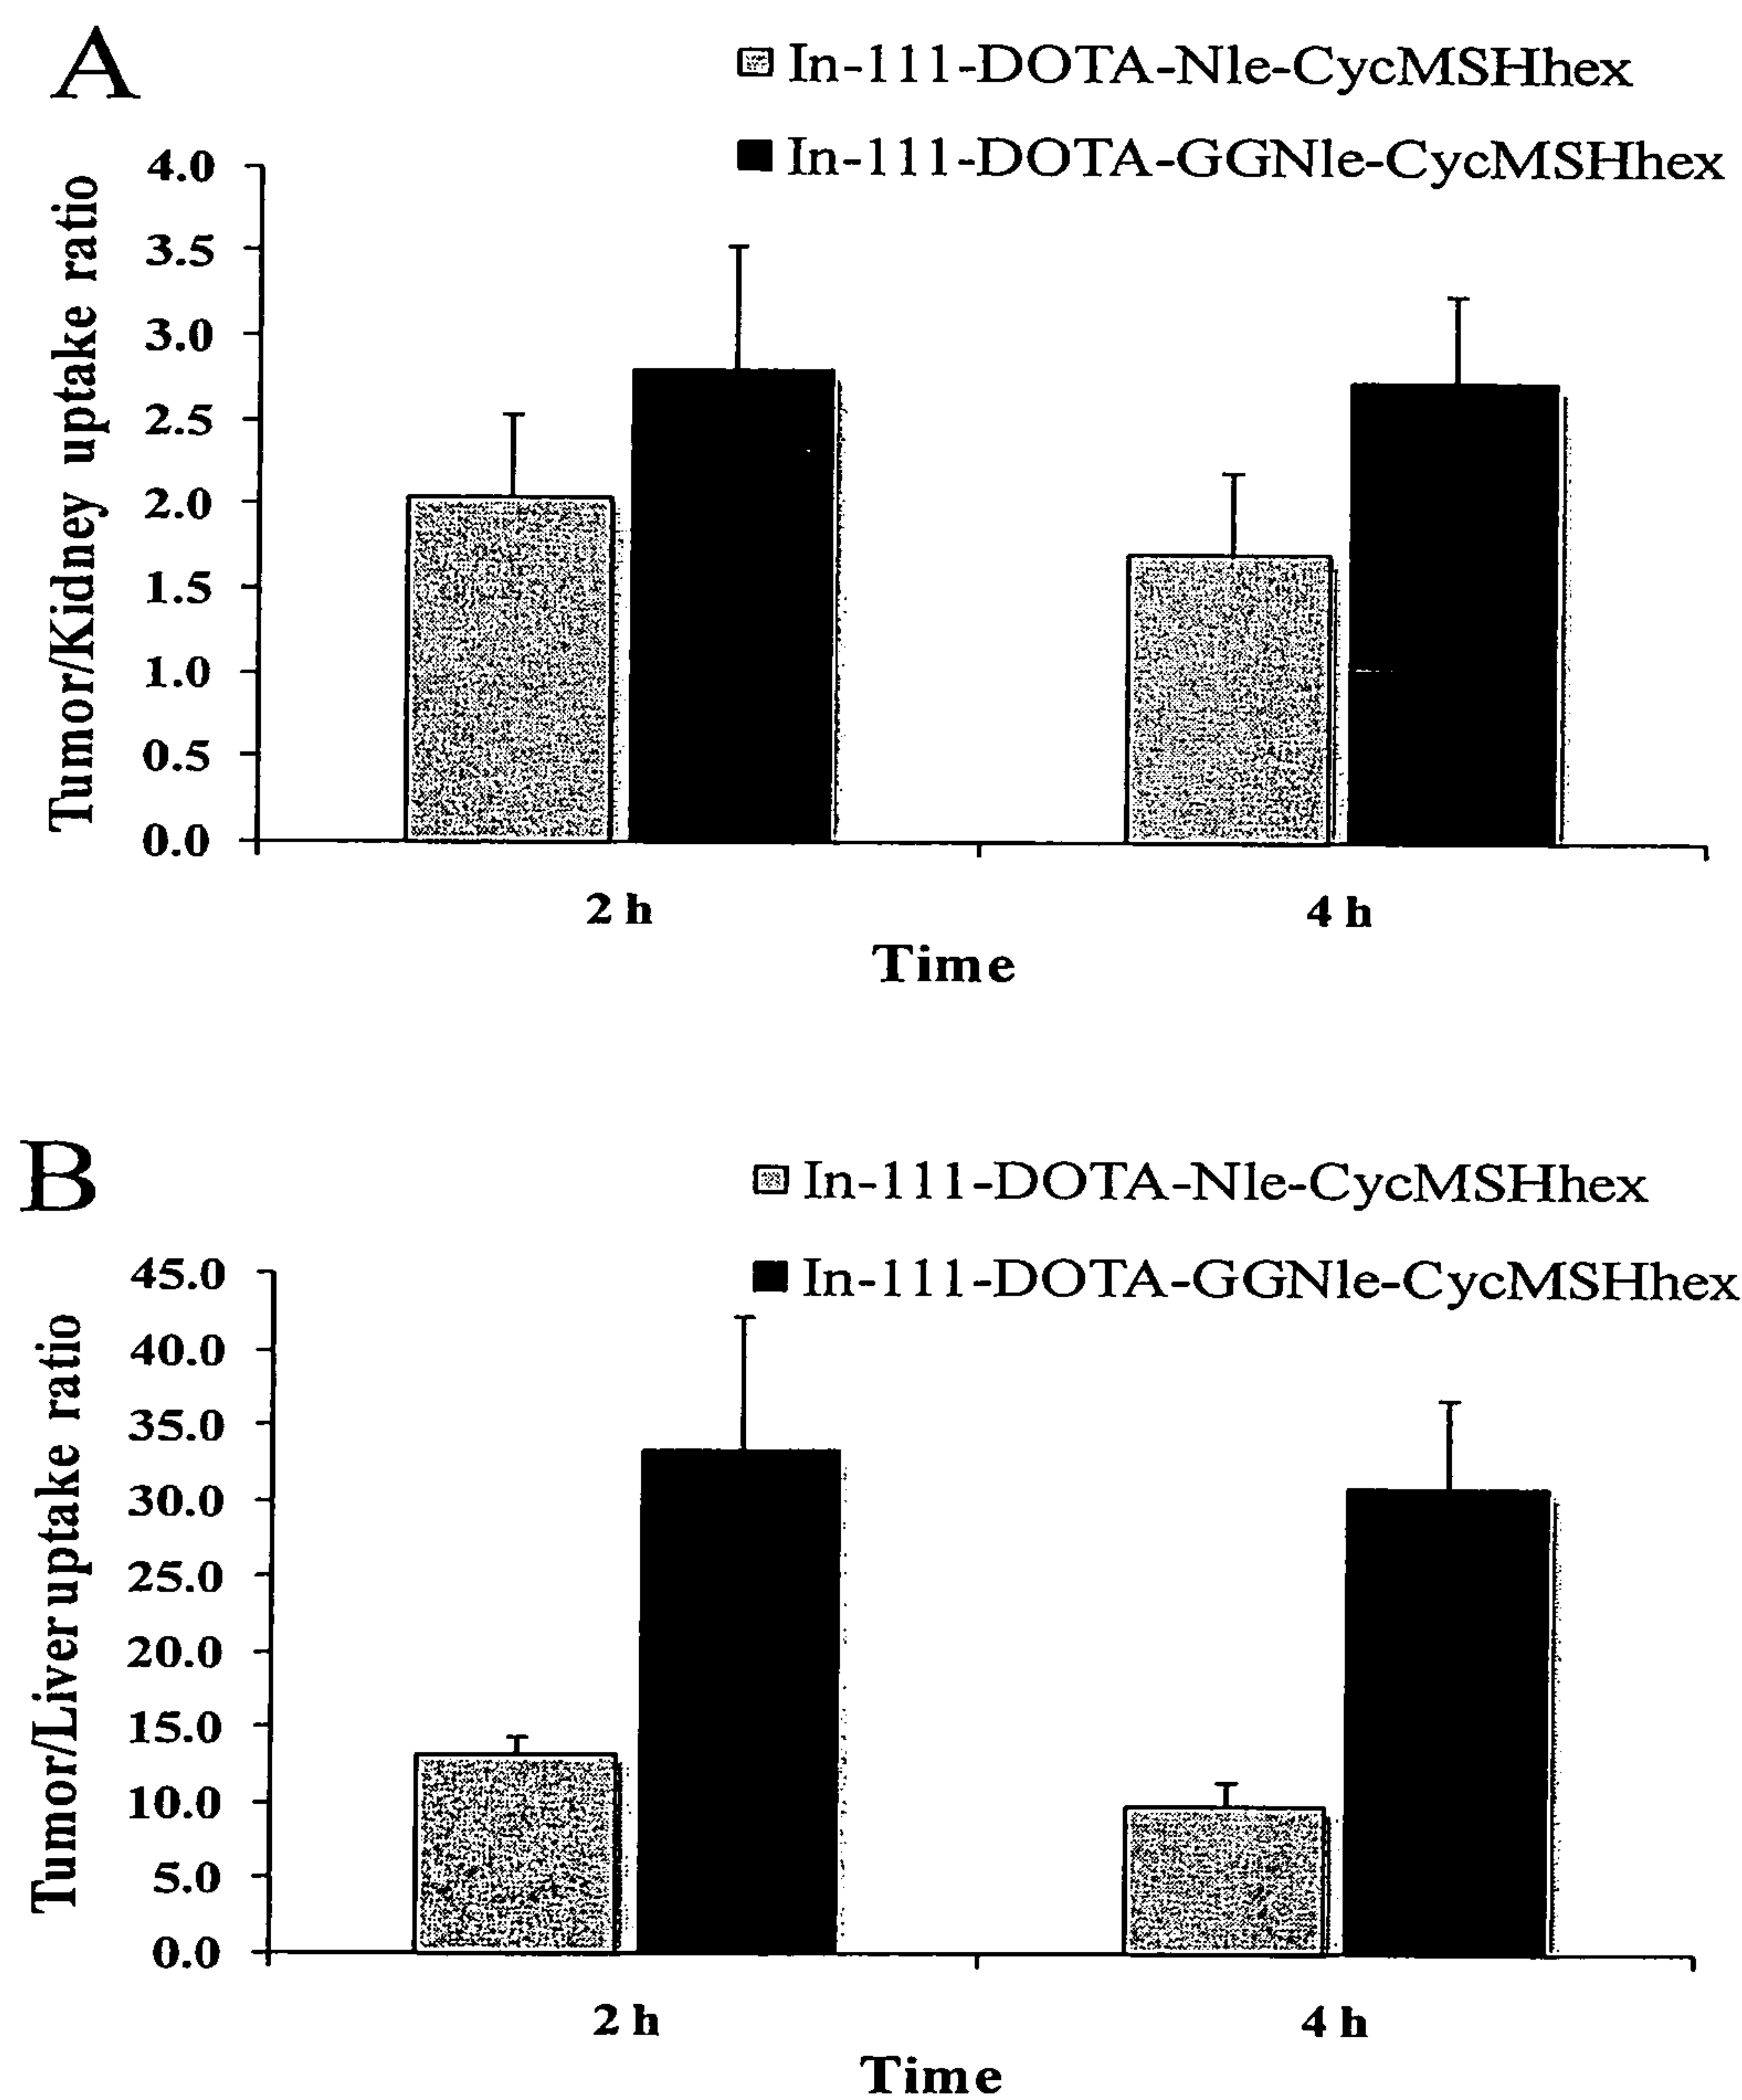 A
In-111-DOTA-Nle-CycMSHhex
In-111-DOTA-GGNle-CycMSHhex
Tumor/Kidney uptake ratio
4.0
3.5
3.0
2.5
2.0
1.5
1.0
0.5
0.0
2 h
4 h
Time
B
In-111-DOTA-Nle-CycMSHhex
In-111-DOTA-GGNle-CycMSHhex
Tumor/Liver uptake ratio
45.0
40.0
35.0
30.0
25.0
20.0
15.0
10.0
5.0
0.0
2 h
4 h
Time